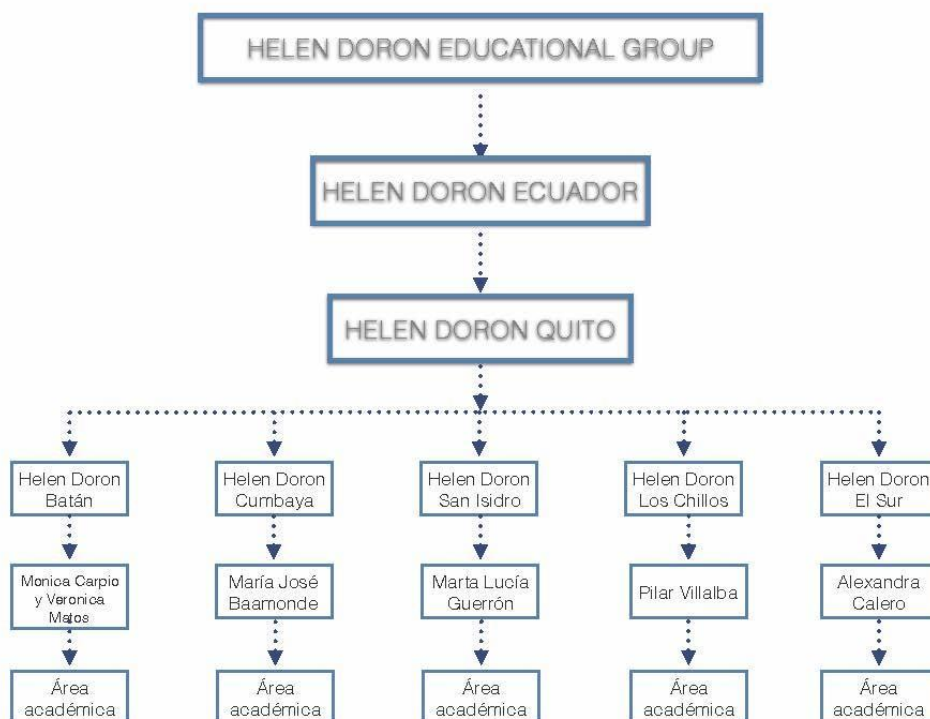 HELEN DORON EDUCATIONAL GROUP
HELEN DORON ECUADOR
HELEN DORON QUITO
Helen Doron
Batán
Helen Doron
Cumbaya
Helen Doron
San Isidro
Helen Doron
Los Chillos
Helen Doron
El Sur
Monica Carpio
y Veronica
Matos
María José
Baamonde
Marta Lucía
Guerrón
Pilar Villalba
Alexandra
Calero
Área
académica
Área
académica
Área
académica
Área
académica
Área
académica